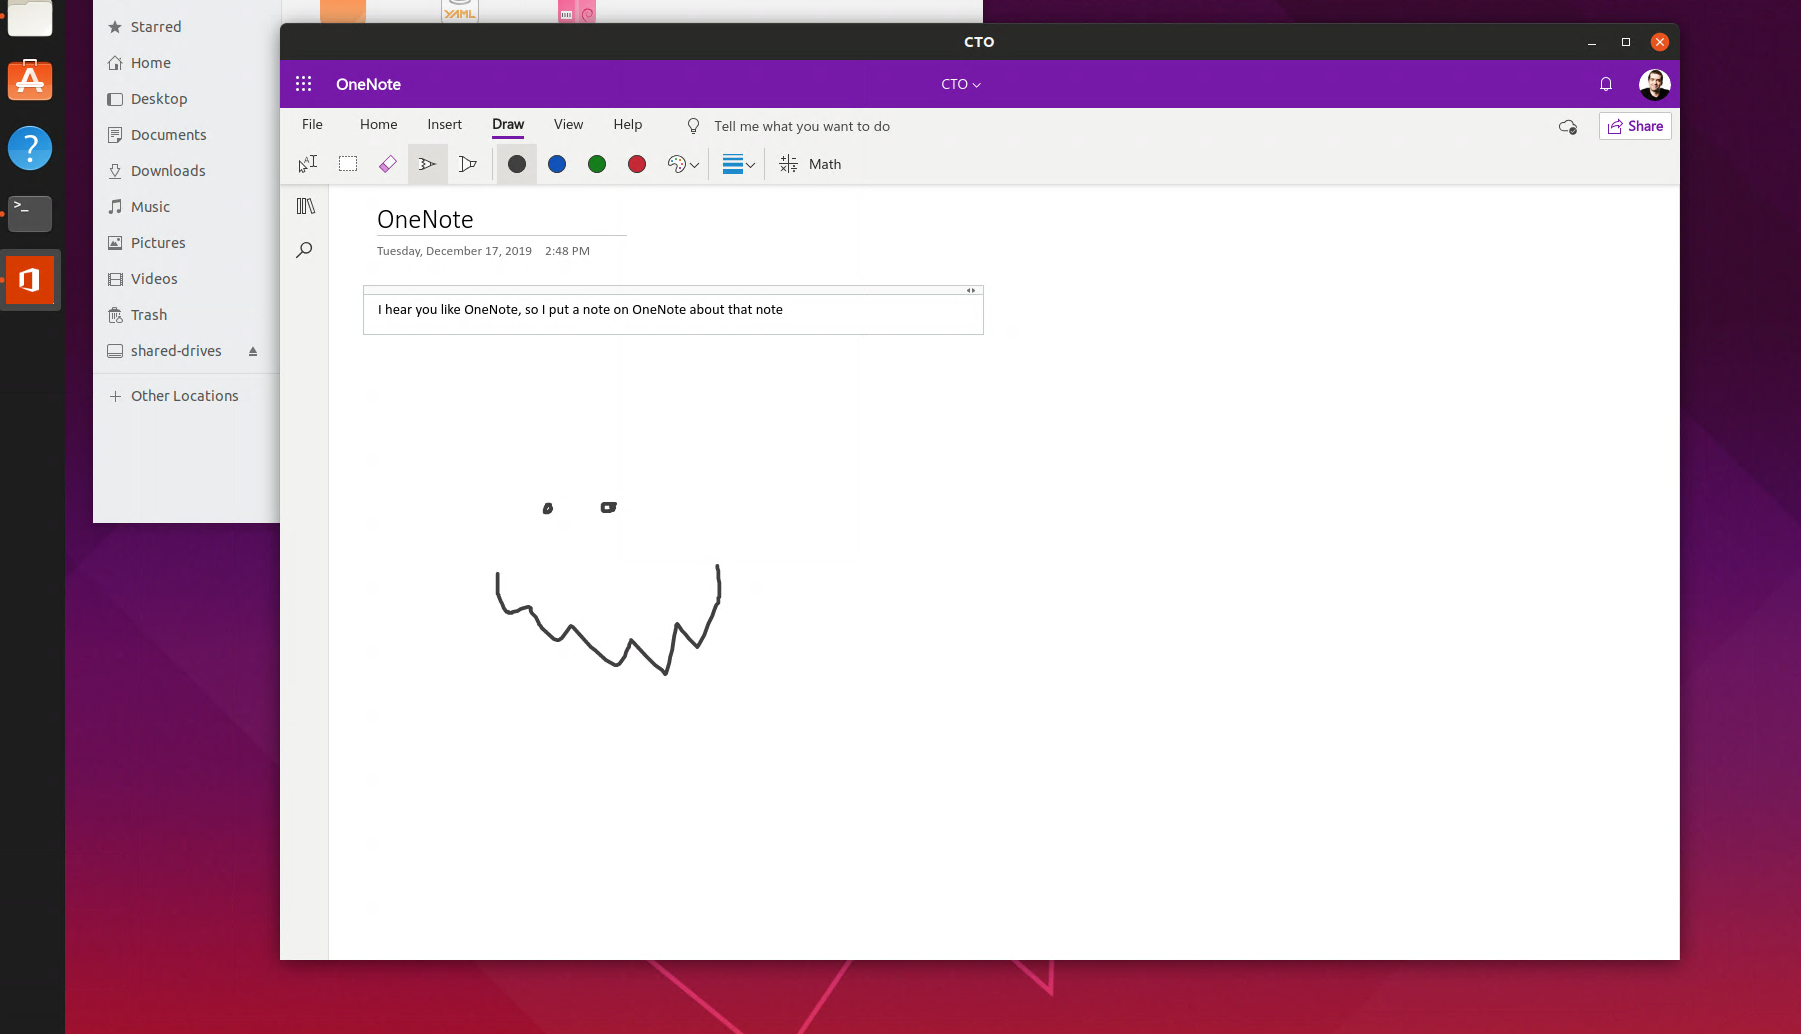 YAML
Starred
Home
Desktop
Documents
Downloads
Music
Pictures
Videos
Trash
shared-drives
Other Locations
CTO
OneNote
CTO
File Home Insert Draw View Help Tell me what you want to do
Share
Math
OneNote
Tuesday, December 17, 2019 2:48 PM
I hear you like OneNote, so I put a note on OneNote about that note